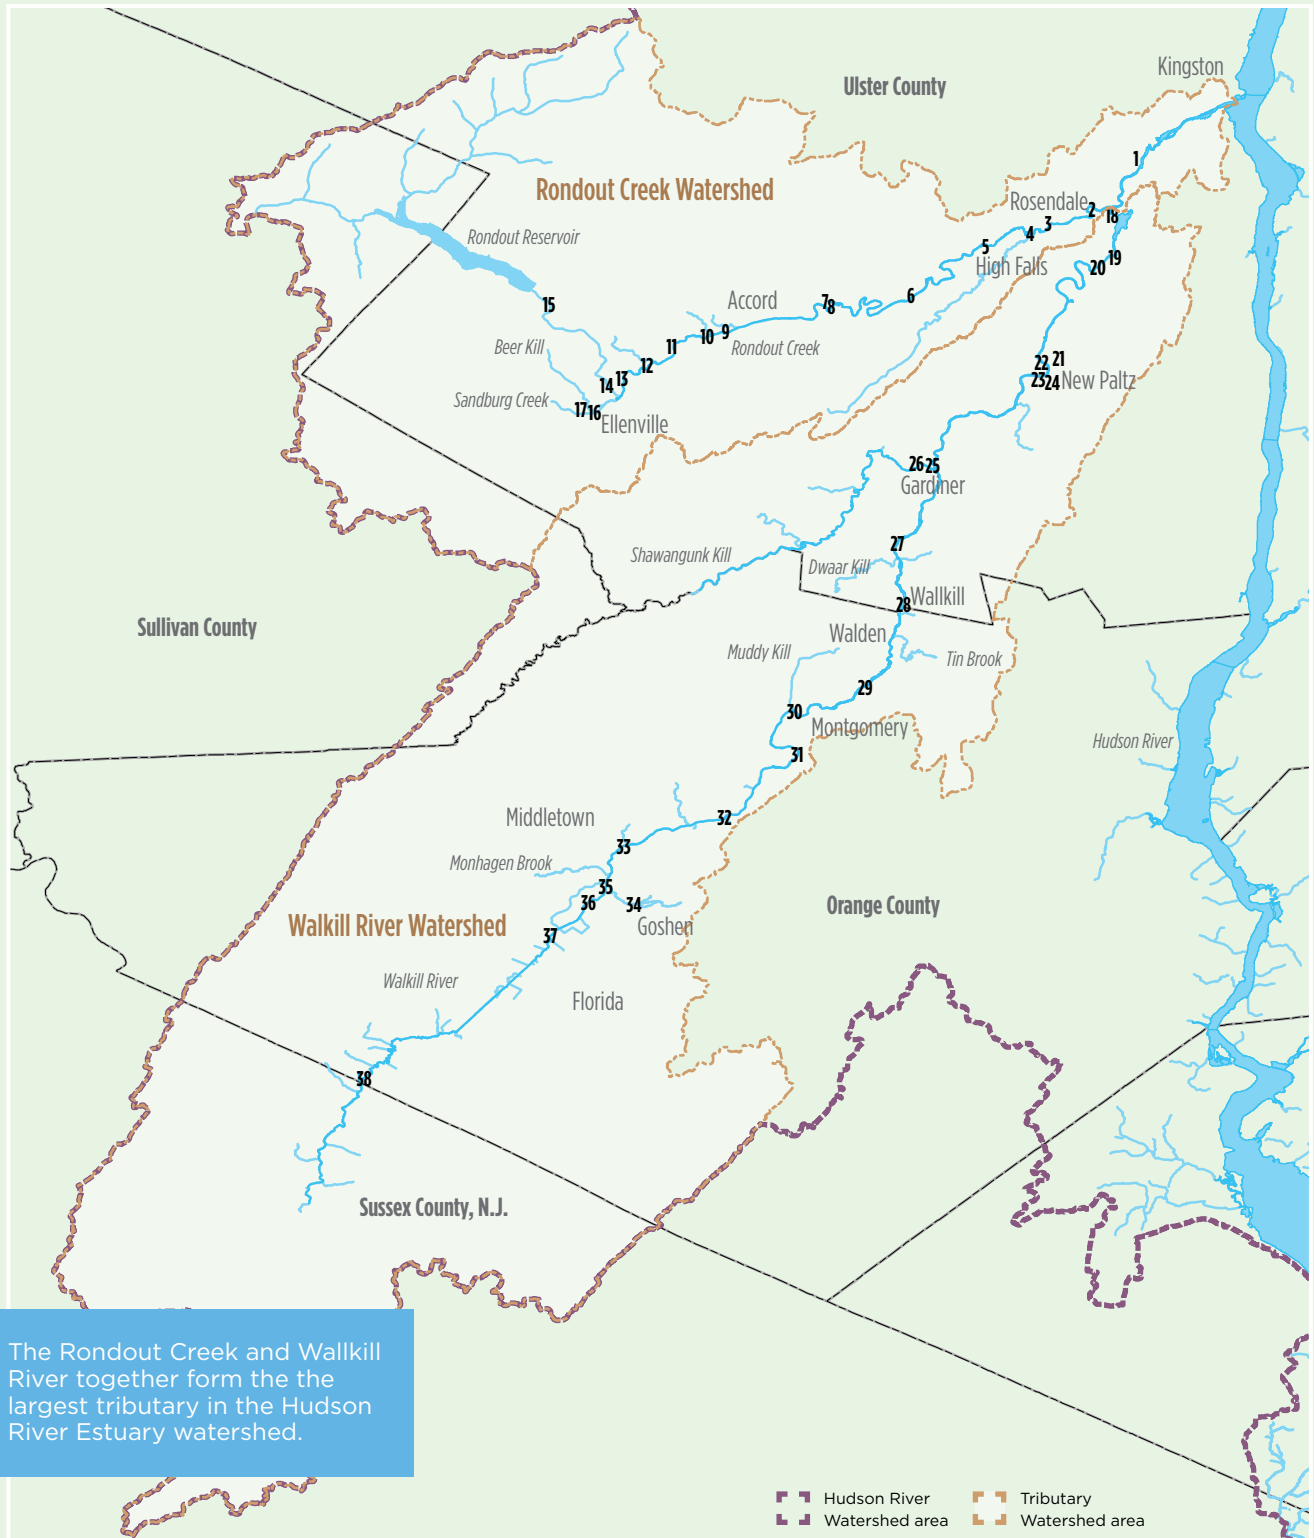 Kingston
Ulster County
1
Rondout Creek Watershed
Rosendale
2
18
3
4
Rondout Reservoir
5
19
High Falls
20
15
Accord
7
8
6
10
9
Beer Kill
11
Rondout Creek
12
22
21
14
13
23
24
New Paltz
Sandburg Creek
17
16
Ellenville
26
25
Gardiner
27
Shawangunk Kill
Dwaar Kill
28
Wallkill
Sullivan County
Walden
Muddy Kill
Tin Brook
29
30
Montgomery
Hudson River
31
Middletown
32
33
Monhagen Brook
35
36
34
Orange County
Walkill River Watershed
Goshen
37
Walkill River
Florida
38
Sussex County, N.J.
The Rondout Creek and Wallkill
River together form the the
largest tributary in the Hudson
River Estuary watershed.
Hudson River
Watershed area
Tributary
Watershed area